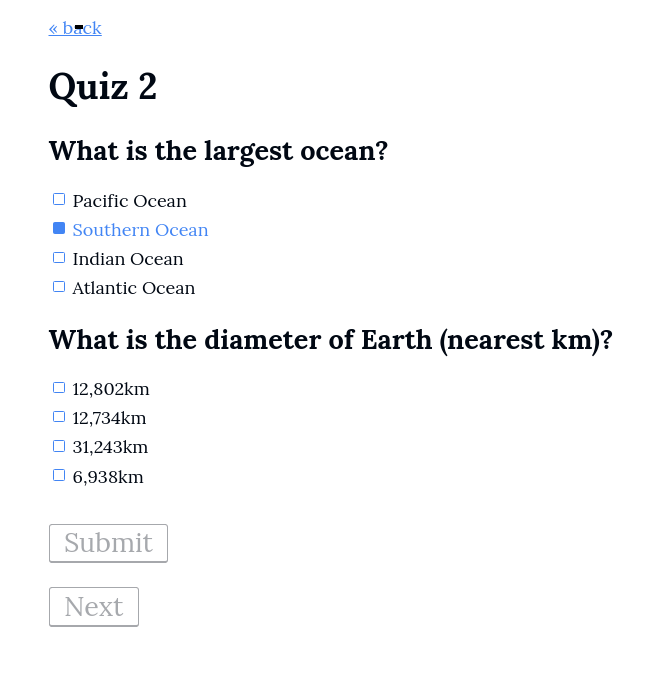 « back
Quiz 2
What is the largest ocean?
Pacific Ocean
Southern Ocean
Indian Ocean
Atlantic Ocean
What is the diameter of Earth (nearest km)?
12,802km
12,734km
31,243km
6,938km
Submit
Next